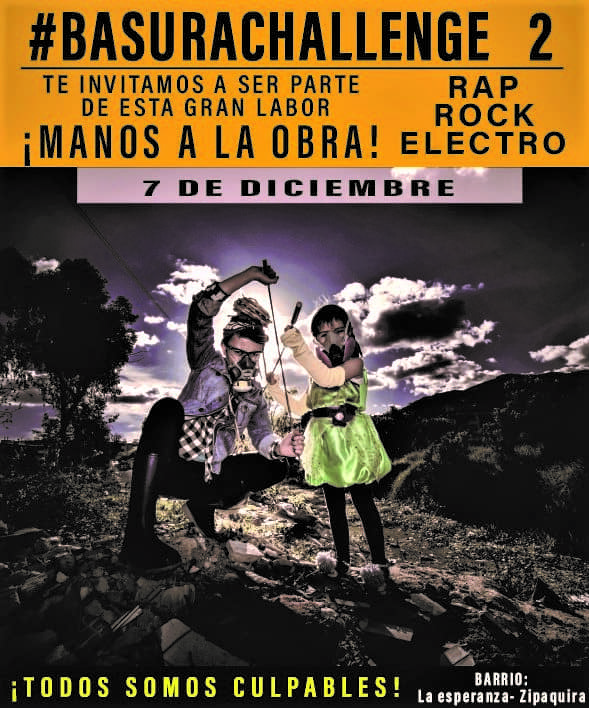 #BASURACHALLENGE 2
TE INVITAMOS A SER PARTE
DE ESTA GRAN LABOR
¡MANOS A LA OBRA!
RAP
ROCK
ELECTRO
7 DE DICIEMBRE
¡TODOS SOMOS CULPABLES!
BARRIO:
La esperanza- Zipaquira